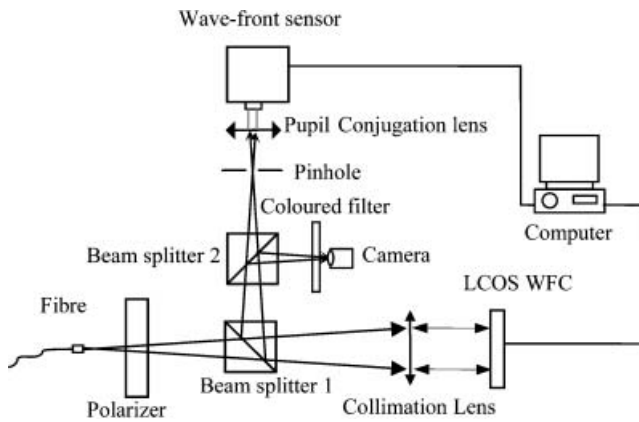 Wave-front sensor
Pupil Conjugation lens
Pinhole
Coloured filter
Beam splitter 2
Camera
Computer
LCOS WFC
Fibre
Beam splitter 1
Polarizer
Collimation Lens